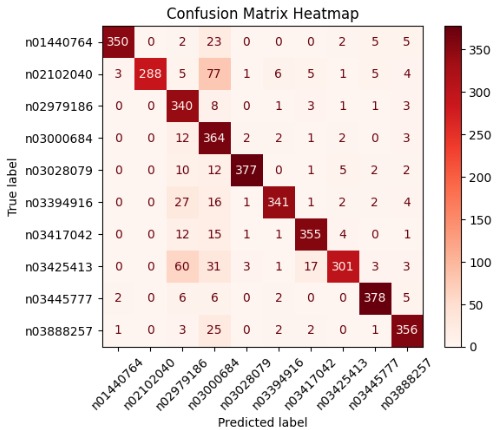 Confusion Matrix Heatmap
True label
n01440764 350 0 2 23 0 0 0 2 5 5
n02102040 3 288 5 77 1 6 5 1 5 4
n02979186 0 0 340 8 0 1 3 1 1 3
n03000684 0 0 12 364 2 2 1 2 0 3
n03028079 0 0 10 12 377 0 1 5 2 2
n03394916 0 0 27 16 1 341 1 2 2 4
n03417042 0 0 12 15 1 1 355 4 0 1
n03425413 0 0 60 31 3 1 17 301 3 3
n03445777 2 0 6 6 0 2 0 0 378 5
n03888257 1 0 3 25 0 2 2 0 1 356
n01440764 n02102040 n02979186 n03000684 n03028079 n03394916 n03417042 n03425413 n03445777 n03888257
Predicted label
350
300
250
200
150
100
50
0